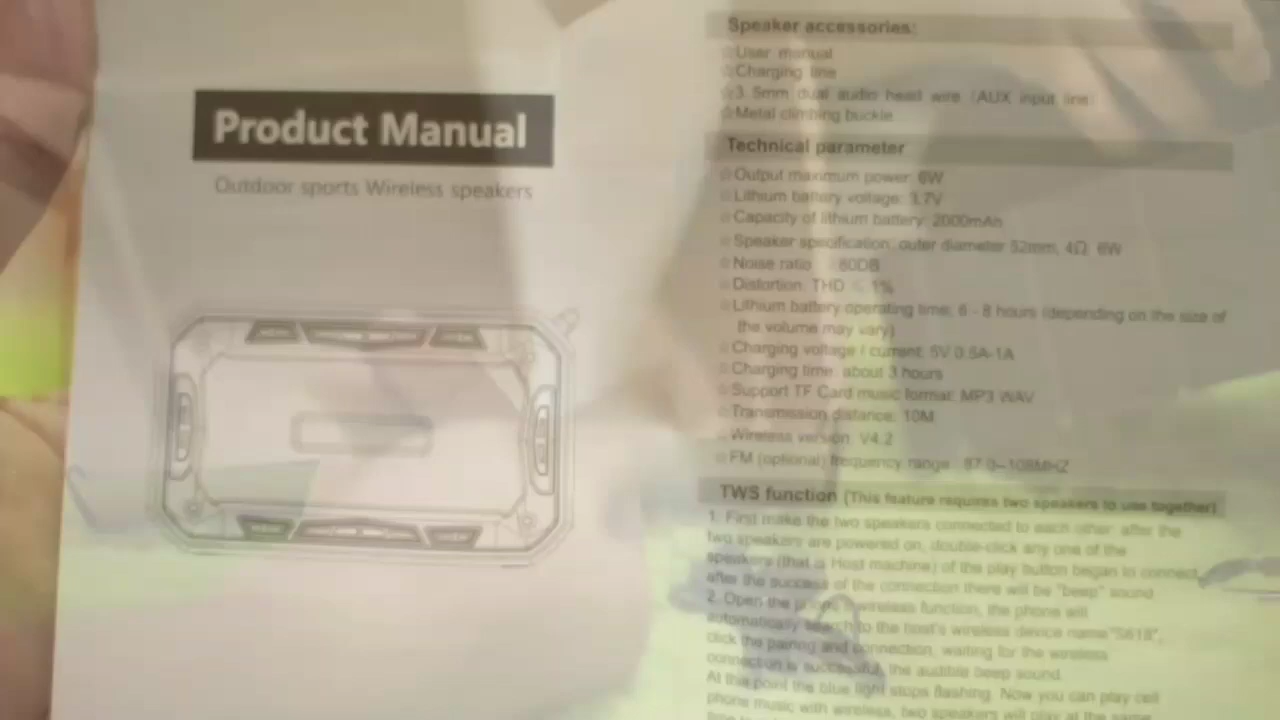 Product Manual
Outdoor sports Wireless speakers
Speaker accessories:
☆User manual
☆Charging line
☆3.5mm dual audio head wire (AUX input line)
☆Metal climbing buckle
Technical parameter
☆Output maximum power: 6W
☆Lithium battery voltage: 3.7V
☆Capacity of lithium battery: 2000mAh
☆Speaker specification: outer diameter 52mm, 4Ω 6W
☆Noise ratio 80DB
☆Distortion: THD ≤ 1%
☆Lithium battery operating time: 6 - 8 hours (depending on the size of
the volume may vary)
☆Charging voltage / current: 5V 0.5A-1A
☆Charging time: about 3 hours
☆Support TF Card music format: MP3 WAV
☆Transmission distance: 10M
☆Wireless version: V4.2
☆FM (optional) frequency range: 87.0~108MHZ
TWS function (This feature requires two speakers to use together)
1. First make the two speakers connected to each other: after the
two speakers are powered on, double-click any one of the
speakers (that is Host machine) of the play button began to connect,
after the success of the connection there will be "beep" sound
2. Open the phone's wireless function, the phone will
automatically search to the host's wireless device name"S618",
click the pairing and connection, waiting for the wireless
connection is successful, the audible beep sound.
At this point the blue light stops flashing. Now you can play cell
phone music with wireless, two speakers will play at the same